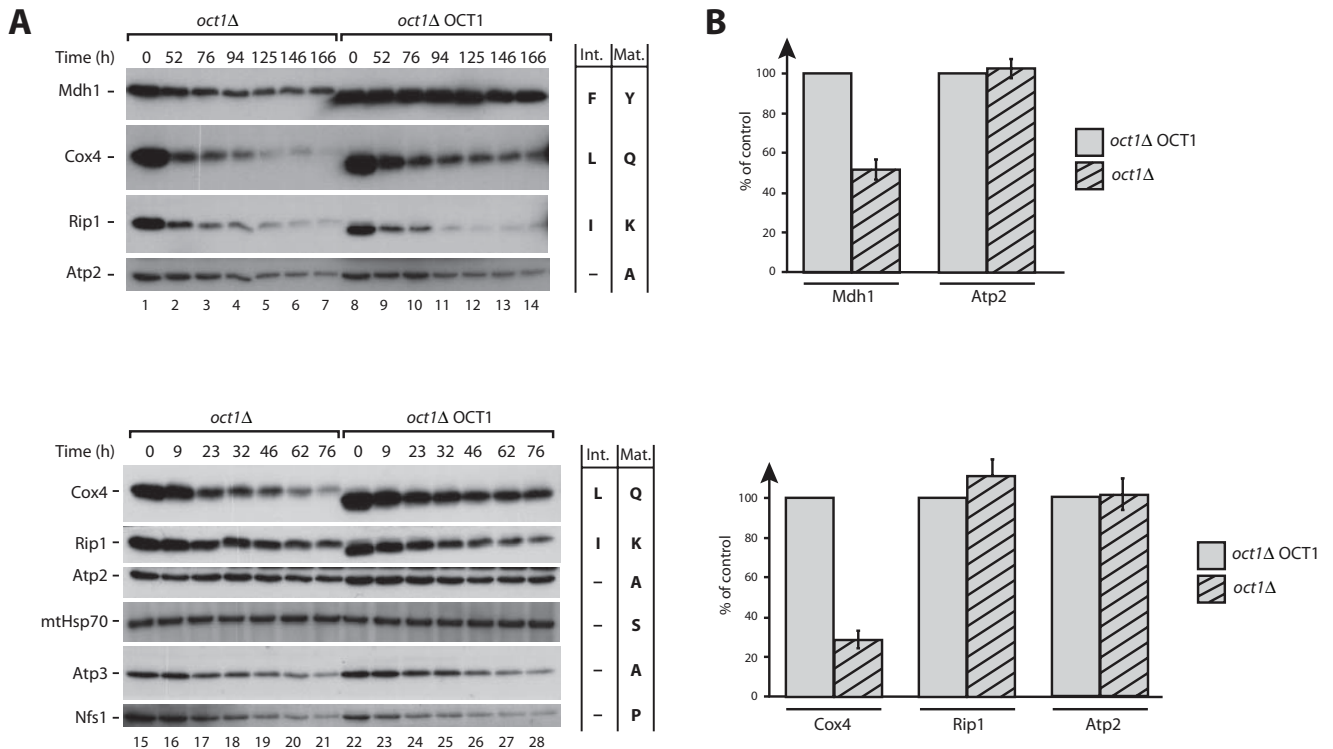 A
oct1Δ oct1Δ OCT1
Time (h) 0 52 76 94 125 146 166 0 52 76 94 125 146 166 Int. Mat.
Mdh1 F Y
Cox4 L Q
Rip1 I K
Atp2 – A
1 2 3 4 5 6 7 8 9 10 11 12 13 14
B
% of control
100
80
60
40
20
0
Mdh1 Atp2
oct1Δ OCT1
oct1Δ
oct1Δ oct1Δ OCT1
Time (h) 0 9 23 32 46 62 76 0 9 23 32 46 62 76 Int. Mat.
Cox4 L Q
Rip1 I K
Atp2 – A
mtHsp70 – S
Atp3 – A
Nfs1 – P
15 16 17 18 19 20 21 22 23 24 25 26 27 28
% of control
100
80
60
40
20
0
Cox4 Rip1 Atp2
oct1Δ OCT1
oct1Δ